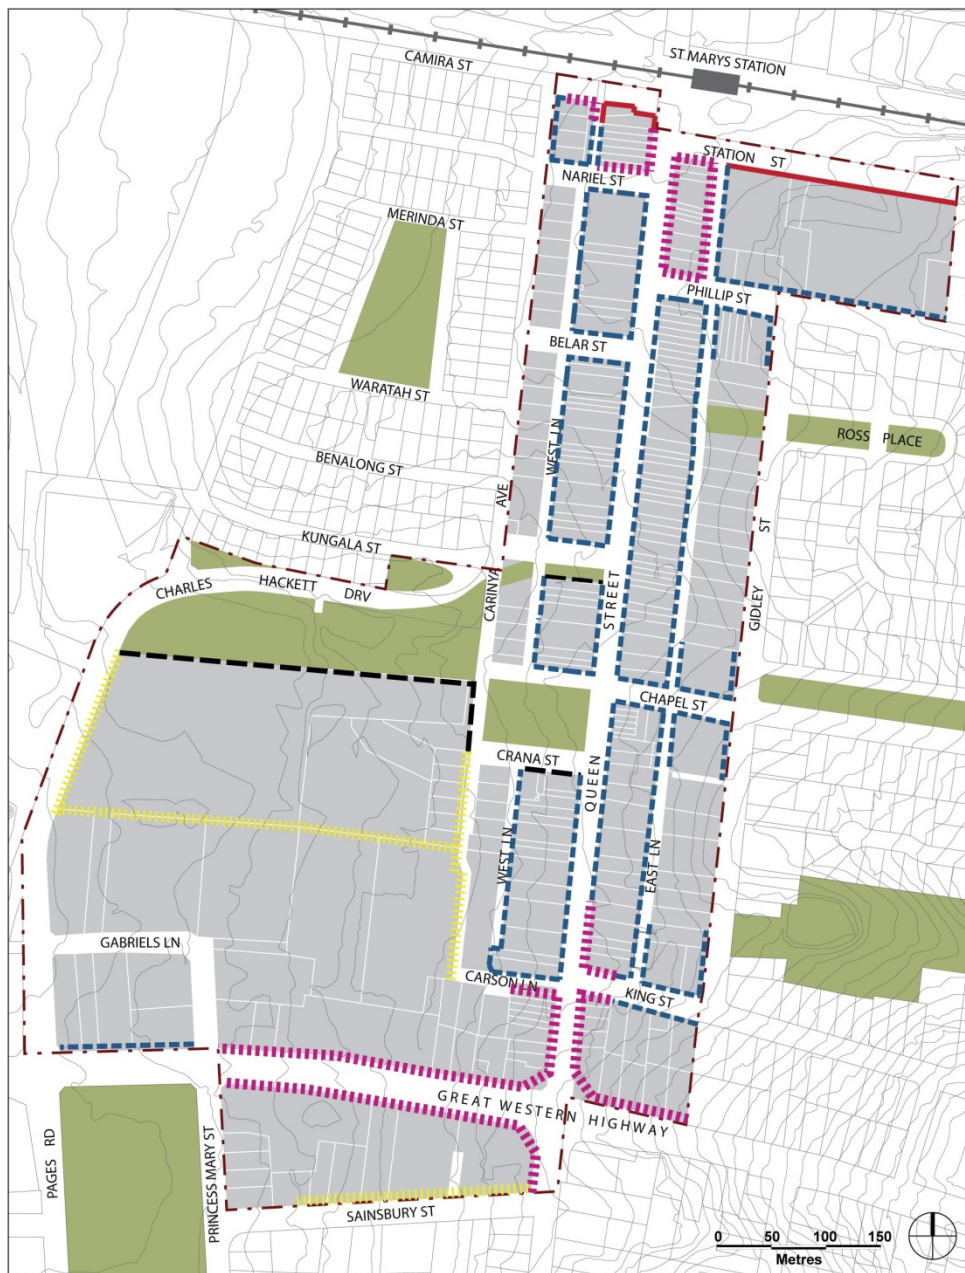 ST MARYS STATION
CAMIRA ST
STATION ST
NARIEL ST
MERINDA ST
PHILLIP ST
BELAR ST
WARATAH ST
ROSS PLACE
WEST LN
BENALONG ST
AVE
ST
KUNGALA ST
CHARLES HACKETT DRV
CARINYA
STREET
GIDLEY
CHAPEL ST
CRANA ST
QUEEN
WEST LN
EAST LN
GABRIELS LN
CARSON LN
KING ST
GREAT WESTERN HIGHWAY
PAGES RD
PRINCESS MARY ST
SAINSBURY ST
0 50 100 150
Metres